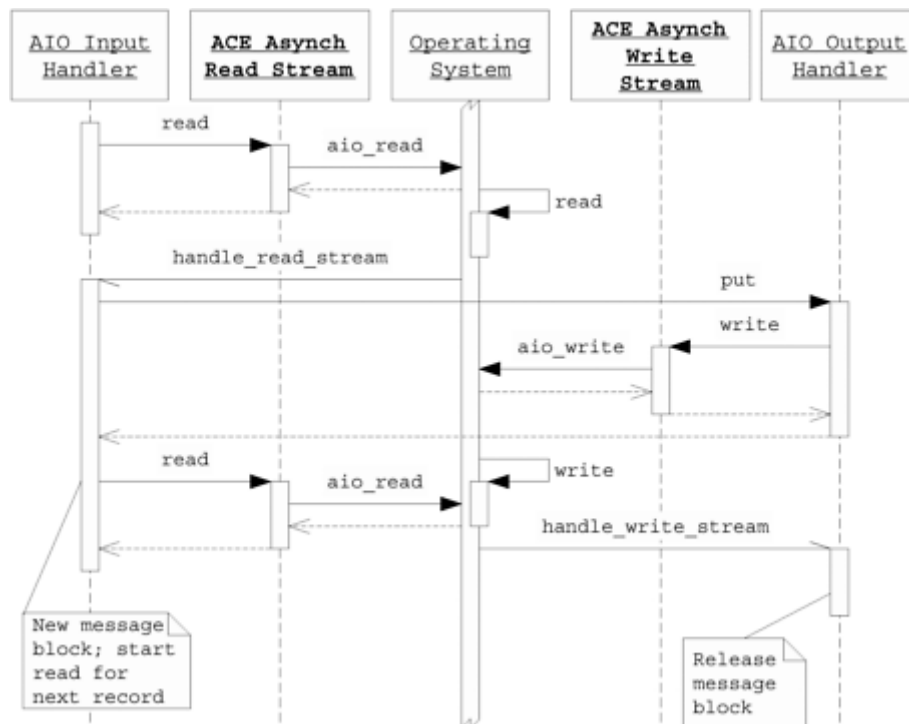 AIO Input
Handler
ACE Asynch
Read Stream
Operating
System
ACE Asynch
Write
Stream
AIO Output
Handler
read
aio_read
read
handle_read_stream
put
write
aio_write
read
write
aio_read
handle_write_stream
New message
block; start
read for
next record
Release
message
block